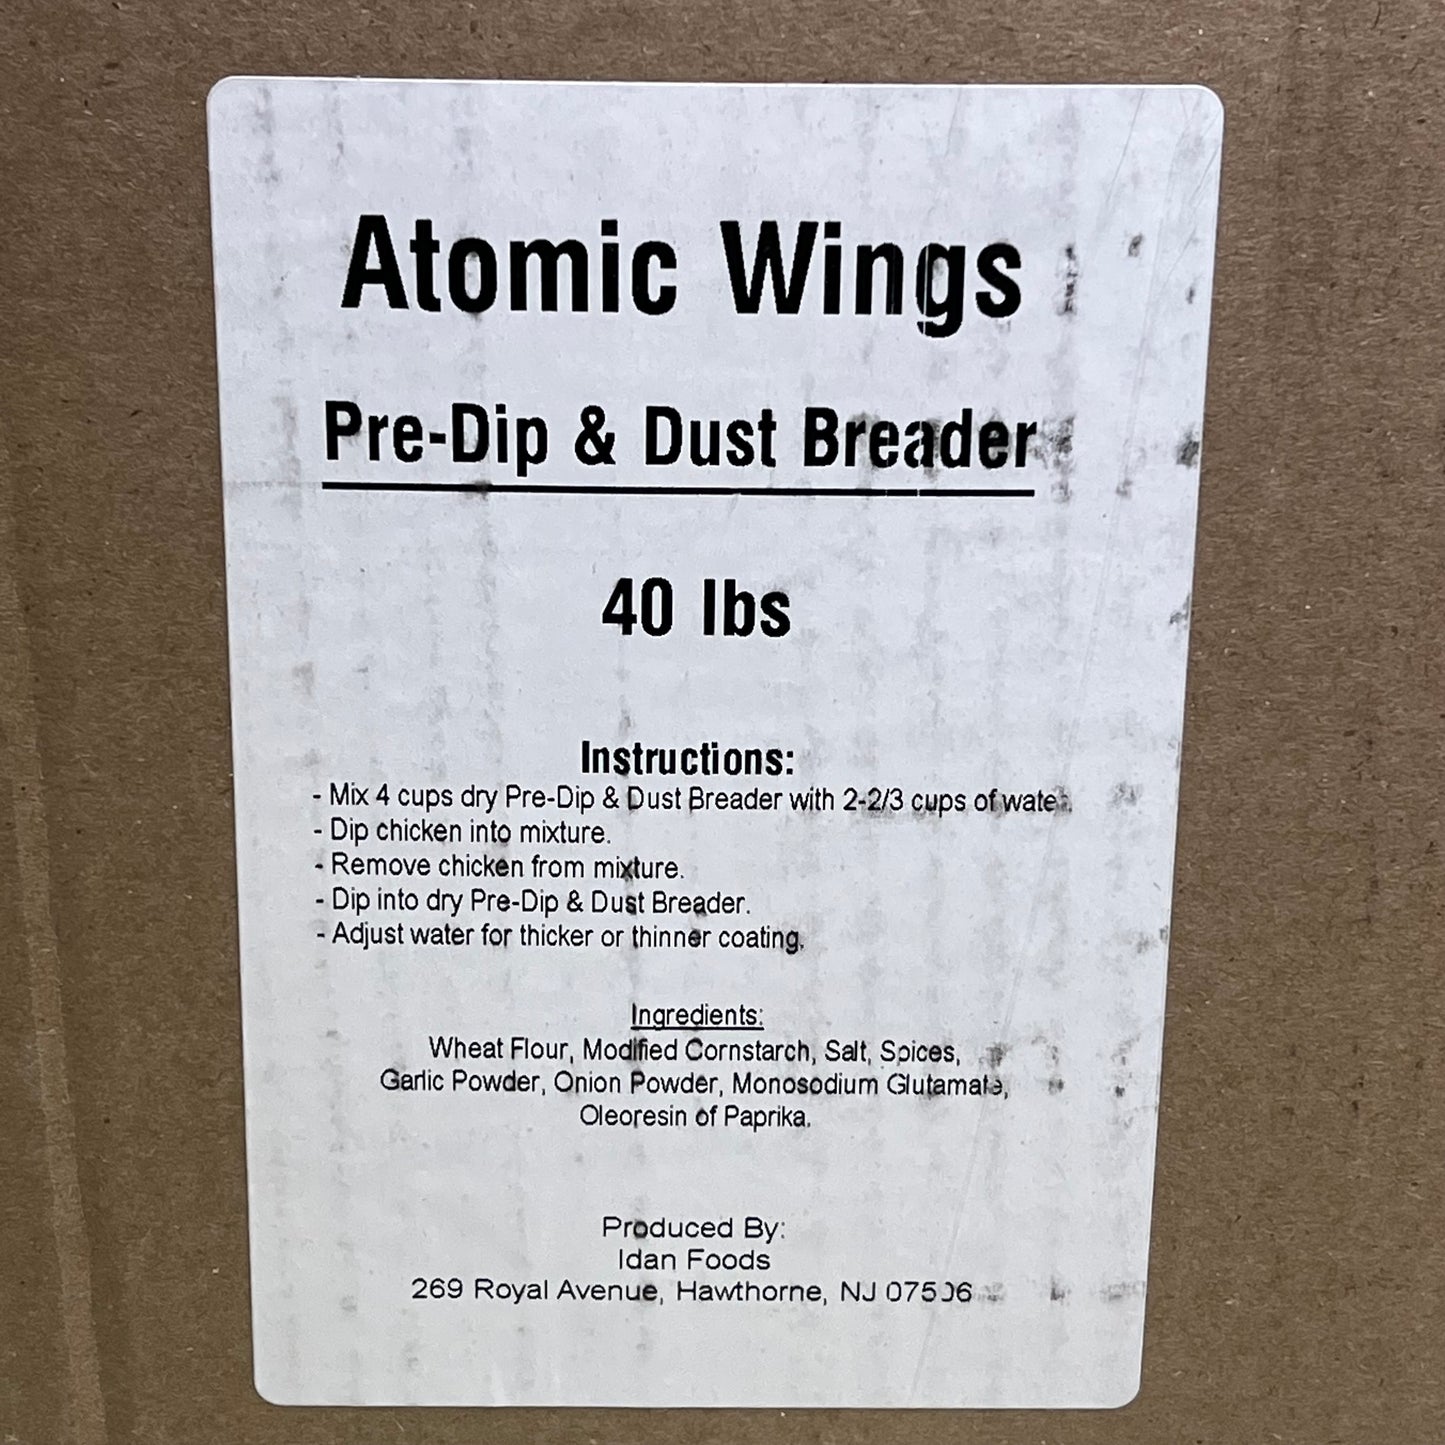 Atomic Wings
Pre-Dip & Dust Breader
40 lbs
Instructions:
- Mix 4 cups dry Pre-Dip & Dust Breader with 2-2/3 cups of water.
- Dip chicken into mixture.
- Remove chicken from mixture.
- Dip into dry Pre-Dip & Dust Breader.
- Adjust water for thicker or thinner coating.
Ingredients:
Wheat Flour, Modified Cornstarch, Salt, Spices,
Garlic Powder, Onion Powder, Monosodium Glutamate,
Oleoresin of Paprika.
Produced By:
Idan Foods
269 Royal Avenue, Hawthorne, NJ 07506